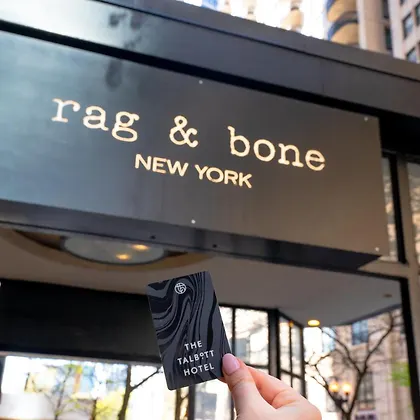 rag & bone
NEW YORK
THE
TALBOTT
HOTEL